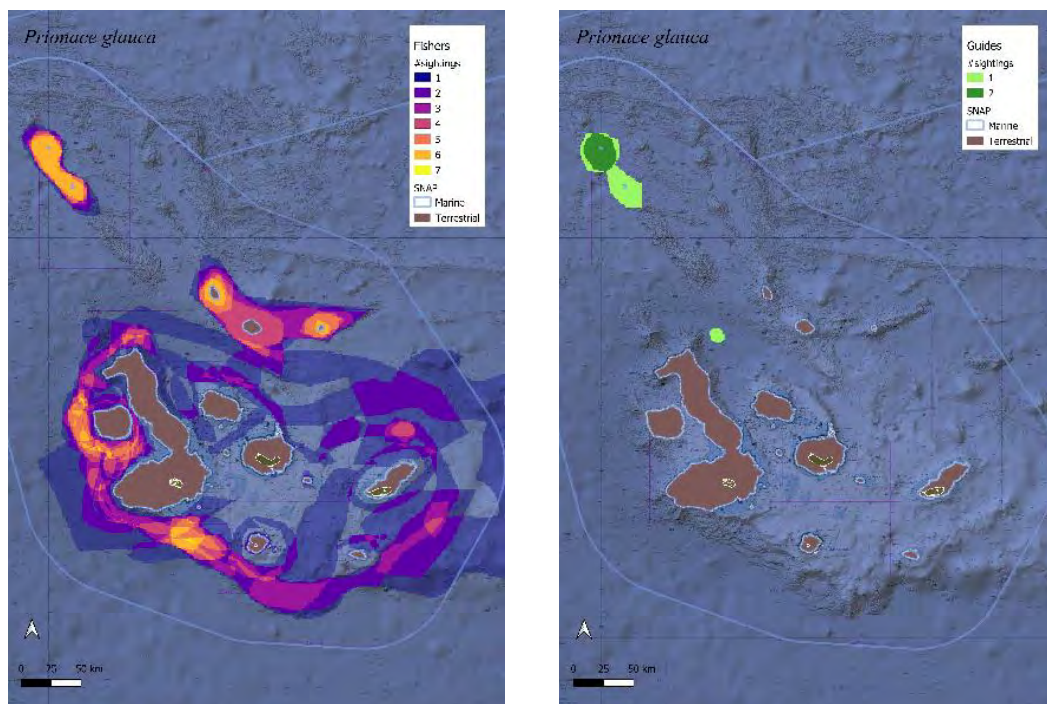 Prionace glauca
Fishers
#sightings
1
2
3
4
5
6
7
SNAP
Marine
Terrestrial
0 25 50 km
Prionace glauca
Guides
#sightings
1
2
SNAP
Marine
Terrestrial
0 25 50 km